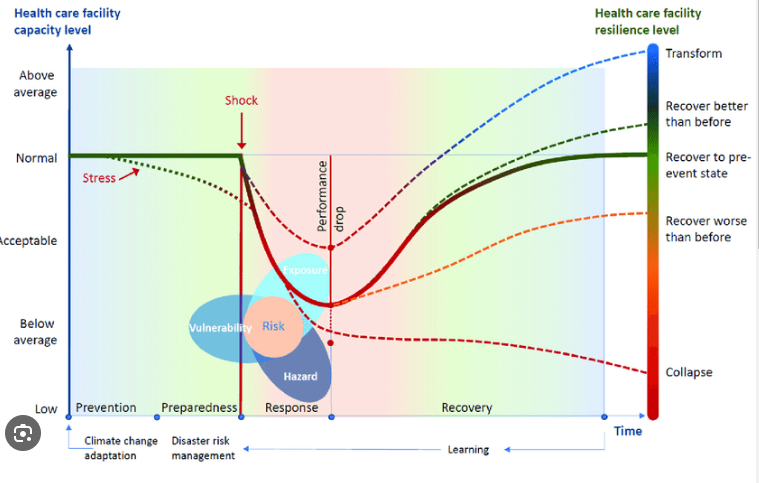 Health care facility
capacity level
Health care facility
resilience level
Above
average
Normal
Acceptable
Below
average
Low
Shock
Stress
Performance
drop
Exposure
Vulnerability
Risk
Hazard
Transform
Recover better
than before
Recover to pre-
event state
Recover worse
than before
Collapse
Prevention
Preparedness
Response
Recovery
Time
Climate change
adaptation
Disaster risk
management
Learning